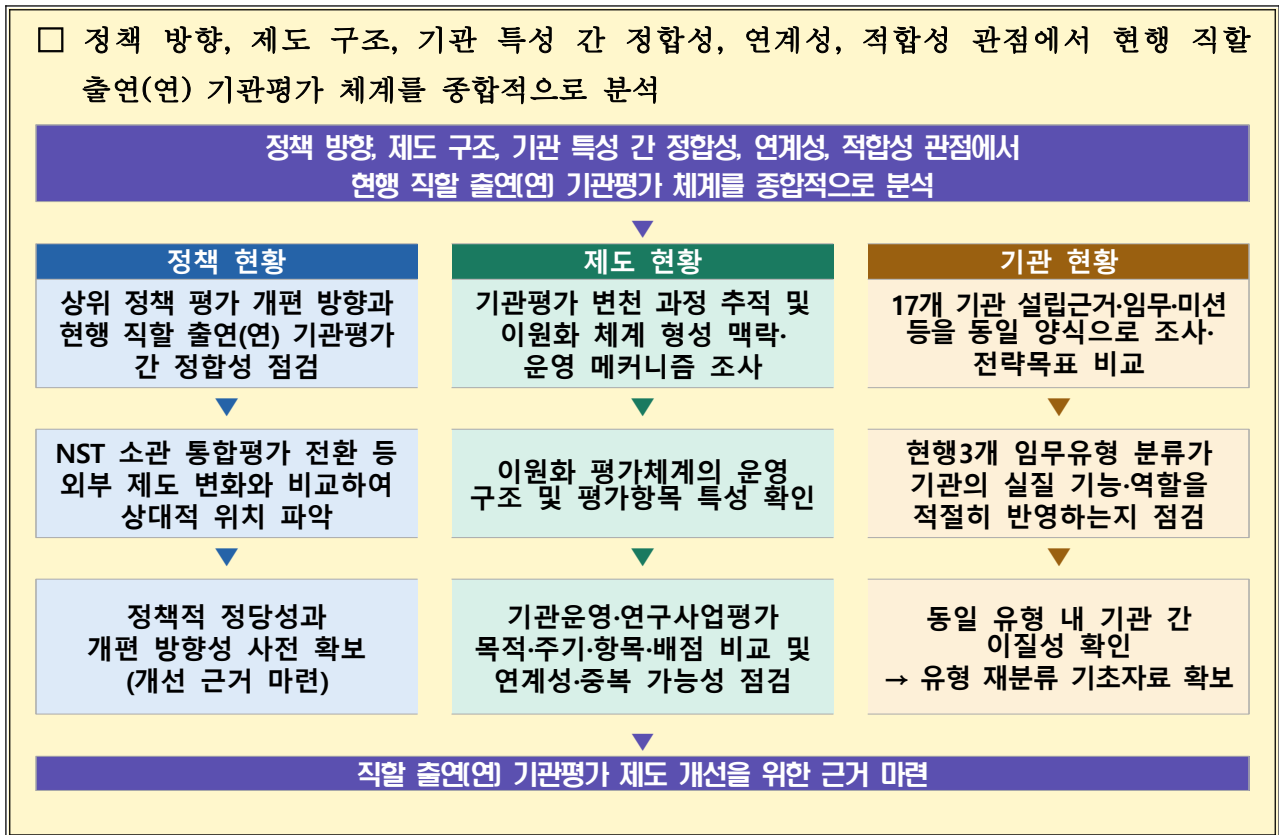 □ 정책 방향, 제도 구조, 기관 특성 간 정합성, 연계성, 적합성 관점에서 현행 직할
출연(연) 기관평가 체계를 종합적으로 분석
정책 방향, 제도 구조, 기관 특성 간 정합성, 연계성, 적합성 관점에서
현행 직할 출연(연) 기관평가 체계를 종합적으로 분석
▼
정책 현황
상위 정책 평가 개편 방향과
현행 직할 출연(연) 기관평가
간 정합성 점검
▼
NST 소관 통합평가 전환 등
외부 제도 변화와 비교하여
상대적 위치 파악
▼
정책적 정당성과
개편 방향성 사전 확보
(개선 근거 마련)
제도 현황
기관평가 변천 과정 추적 및
이원화 체계 형성 맥락·
운영 메커니즘 조사
▼
이원화 평가체계의 운영
구조 및 평가항목 특성 확인
▼
기관운영·연구사업평가
목적·주기·항목·배점 비교 및
연계성·중복 가능성 점검
기관 현황
17개 기관 설립근거·임무·미션
등을 동일 양식으로 조사·
전략목표 비교
▼
현행3개 임무유형 분류가
기관의 실질 기능·역할을
적절히 반영하는지 점검
▼
동일 유형 내 기관 간
이질성 확인
→ 유형 재분류 기초자료 확보
▼
직할 출연(연) 기관평가 제도 개선을 위한 근거 마련